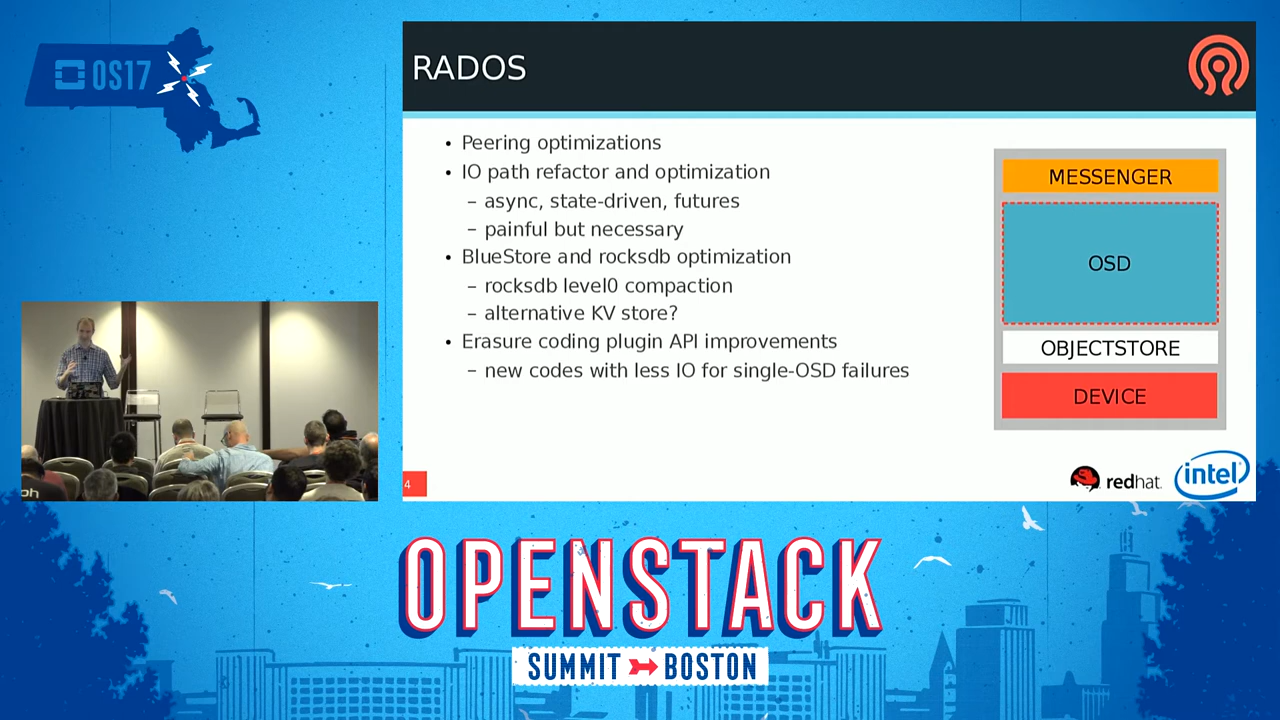 OS17
RADOS
• Peering optimizations
• IO path refactor and optimization
– async, state-driven, futures
– painful but necessary
• BlueStore and rocksdb optimization
– rocksdb level0 compaction
– alternative KV store?
• Erasure coding plugin API improvements
– new codes with less IO for single-OSD failures
MESSENGER
OSD
OBJECTSTORE
DEVICE
4
redhat.
intel
ph
OPENSTACK
SUMMIT BOSTON